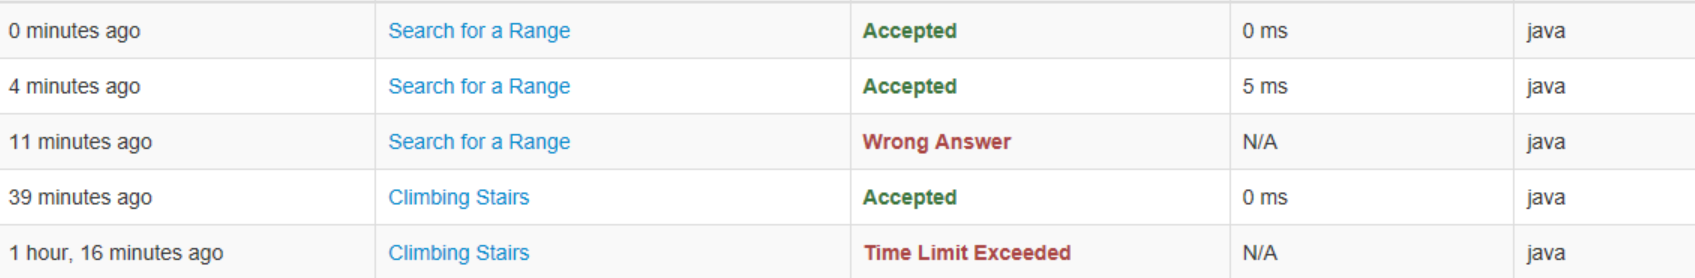 0 minutes ago Search for a Range Accepted 0 ms java
4 minutes ago Search for a Range Accepted 5 ms java
11 minutes ago Search for a Range Wrong Answer N/A java
39 minutes ago Climbing Stairs Accepted 0 ms java
1 hour, 16 minutes ago Climbing Stairs Time Limit Exceeded N/A java